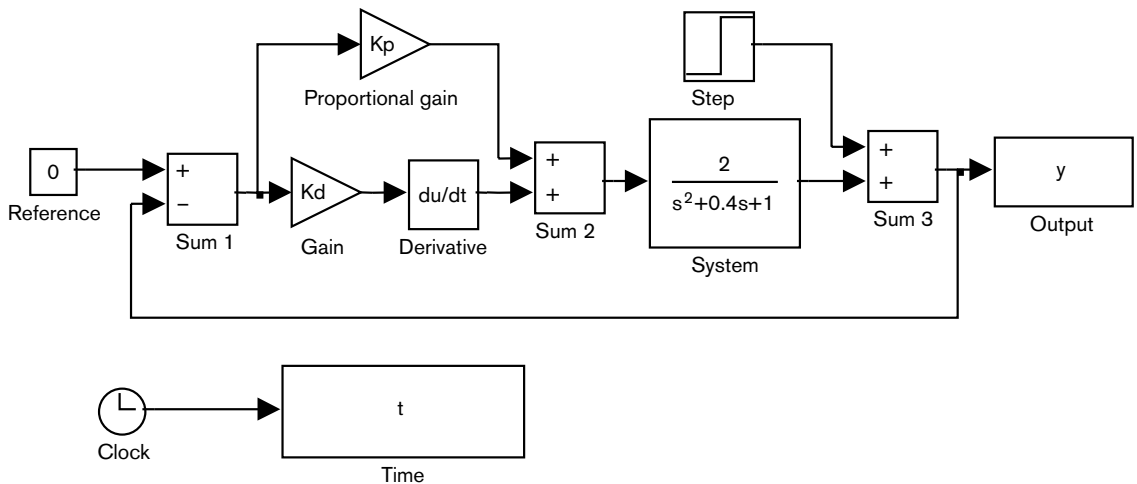 Kp
Proportional gain
Step
0
Reference
+
−
Sum 1
Kd
Gain
du/dt
Derivative
+
+
Sum 2
2
s²+0.4s+1
System
+
+
Sum 3
y
Output
Clock
t
Time